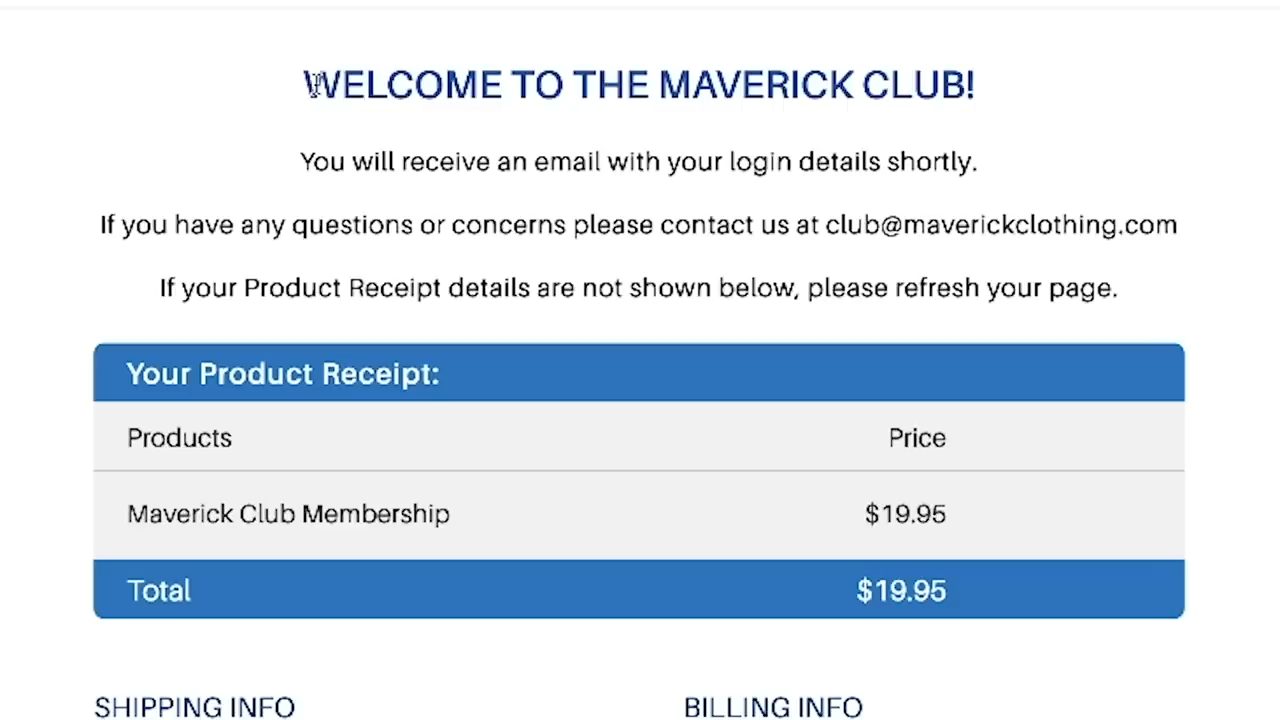 WELCOME TO THE MAVERICK CLUB!
You will receive an email with your login details shortly.
If you have any questions or concerns please contact us at club@maverickclothing.com
If your Product Receipt details are not shown below, please refresh your page.
Your Product Receipt:
Products Price
Maverick Club Membership $19.95
Total $19.95
SHIPPING INFO BILLING INFO